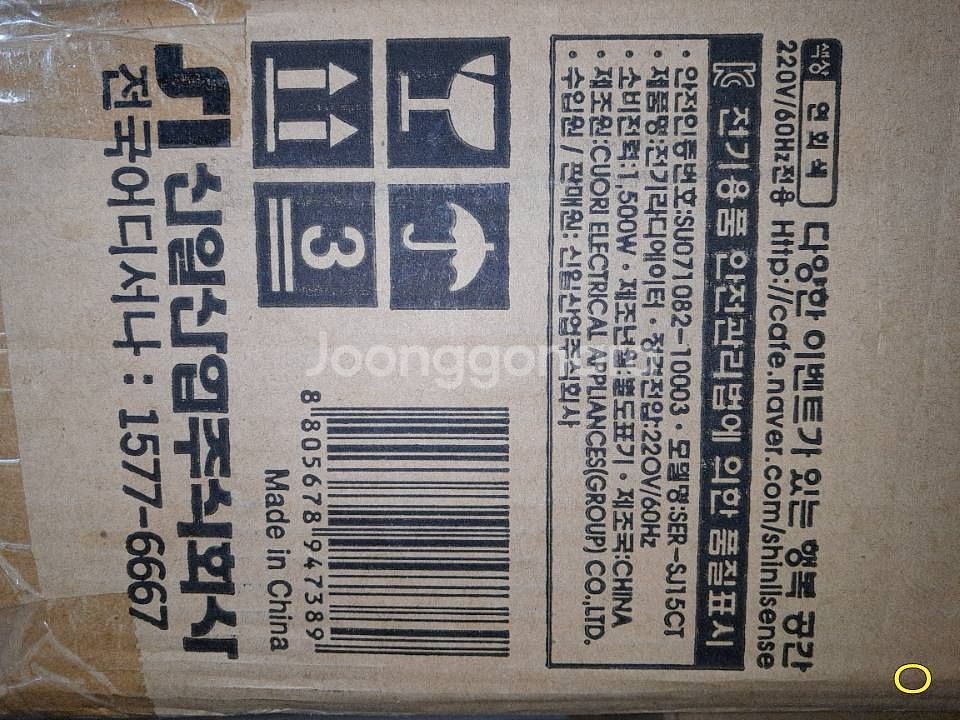 색상 연회색 다양한 이벤트가 있는 행복 공간
220V/60Hz전용 Http://cafe.naver.com/shinilsense
전기용품 안전관리법에 의한 품질표시
· 안전인증번호:SU071082-10003 · 모델명:SER-SJ15CT
· 제품명:전기라디에이터 · 정격전압:220V/60Hz
· 소비전력:1,500W · 제조년월:별도표기 · 제조국:CHINA
· 제조원:CUORI ELECTRICAL APPLIANCES(GROUP) CO.,LTD.
· 수입원 / 판매원: 신일산업주식회사
3
8 805678 947389
Made in China
신일산업주식회사
전국어디서나 : 1577-6667
Joonggonara